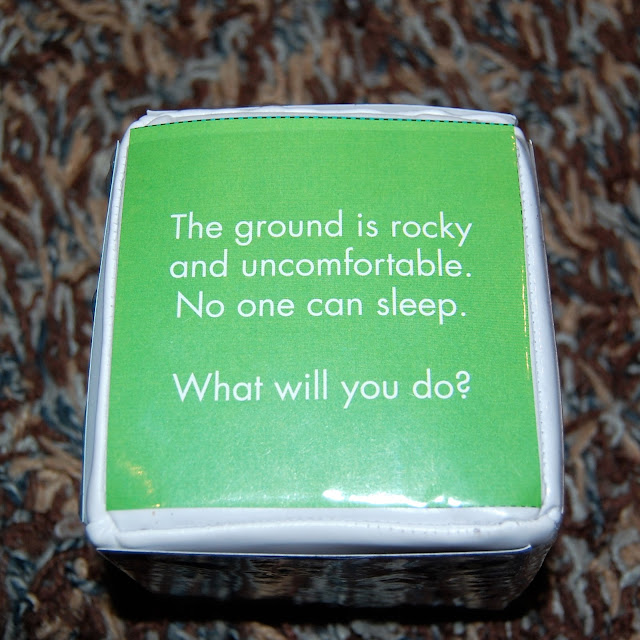 The ground is rocky
and uncomfortable.
No one can sleep.
What will you do?